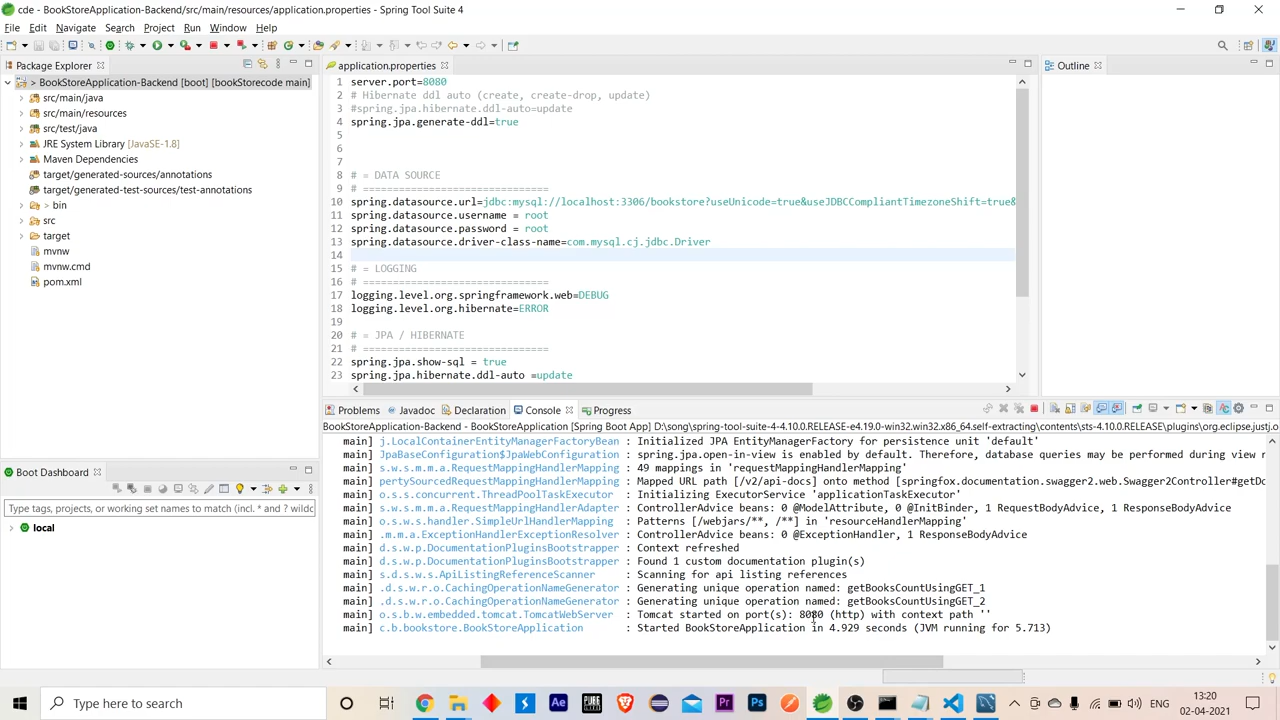 cde - BookStoreApplication-Backend/src/main/resources/application.properties - Spring Tool Suite 4
File Edit Navigate Search Project Run Window Help
Package Explorer
> BookStoreApplication-Backend [boot] [bookStorecode main]
src/main/java
src/main/resources
src/test/java
JRE System Library [JavaSE-1.8]
Maven Dependencies
target/generated-sources/annotations
target/generated-test-sources/test-annotations
> bin
src
target
mvnw
mvnw.cmd
pom.xml
Boot Dashboard
Type tags, projects, or working set names to match (incl. * and ? wildc
local
application.properties
1 server.port=8080
2 # Hibernate ddl auto (create, create-drop, update)
3 #spring.jpa.hibernate.ddl-auto=update
4 spring.jpa.generate-ddl=true
5
6
7
8 # = DATA SOURCE
9 # ==============================
10 spring.datasource.url=jdbc:mysql://localhost:3306/bookstore?useUnicode=true&useJDBCCompliantTimezoneShift=true&
11 spring.datasource.username = root
12 spring.datasource.password = root
13 spring.datasource.driver-class-name=com.mysql.cj.jdbc.Driver
14
15 # = LOGGING
16 # ==============================
17 logging.level.org.springframework.web=DEBUG
18 logging.level.org.hibernate=ERROR
19
20 # = JPA / HIBERNATE
21 # ==============================
22 spring.jpa.show-sql = true
23 spring.jpa.hibernate.ddl-auto =update
Outline
Problems Javadoc Declaration Console Progress
BookStoreApplication-Backend - BookStoreApplication [Spring Boot App] D:\song\spring-tool-suite-4-4.10.0.RELEASE-e4.19.0-win32.win32.x86_64.self-extracting\contents\sts-4.10.0.RELEASE\plugins\org.eclipse.justj.o
main] j.LocalContainerEntityManagerFactoryBean : Initialized JPA EntityManagerFactory for persistence unit 'default'
main] JpaBaseConfiguration$JpaWebConfiguration : spring.jpa.open-in-view is enabled by default. Therefore, database queries may be performed during view r
main] s.w.s.m.m.a.RequestMappingHandlerMapping : 49 mappings in 'requestMappingHandlerMapping'
main] pertySourcedRequestMappingHandlerMapping : Mapped URL path [/v2/api-docs] onto method [springfox.documentation.swagger2.web.Swagger2Controller#getDo
main] o.s.s.concurrent.ThreadPoolTaskExecutor : Initializing ExecutorService 'applicationTaskExecutor'
main] s.w.s.m.m.a.RequestMappingHandlerAdapter : ControllerAdvice beans: 0 @ModelAttribute, 0 @InitBinder, 1 RequestBodyAdvice, 1 ResponseBodyAdvice
main] o.s.w.s.handler.SimpleUrlHandlerMapping : Patterns [/webjars/**, /**] in 'resourceHandlerMapping'
main] .m.m.a.ExceptionHandlerExceptionResolver : ControllerAdvice beans: 0 @ExceptionHandler, 1 ResponseBodyAdvice
main] d.s.w.p.DocumentationPluginsBootstrapper : Context refreshed
main] d.s.w.p.DocumentationPluginsBootstrapper : Found 1 custom documentation plugin(s)
main] s.d.s.w.s.ApiListingReferenceScanner : Scanning for api listing references
main] .d.s.w.r.o.CachingOperationNameGenerator : Generating unique operation named: getBooksCountUsingGET_1
main] .d.s.w.r.o.CachingOperationNameGenerator : Generating unique operation named: getBooksCountUsingGET_2
main] o.s.b.w.embedded.tomcat.TomcatWebServer : Tomcat started on port(s): 8080 (http) with context path ''
main] c.b.bookstore.BookStoreApplication : Started BookStoreApplication in 4.929 seconds (JVM running for 5.713)
Type here to search
ENG
13:20
02-04-2021